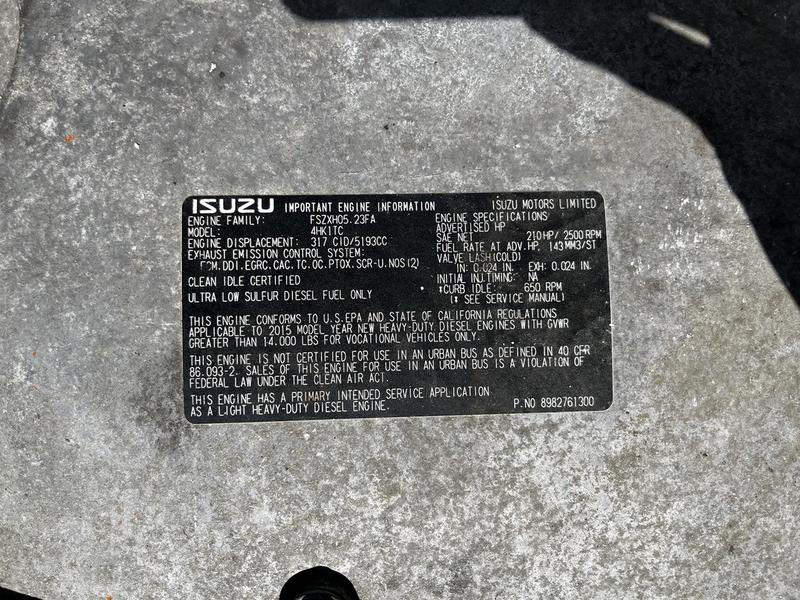 ISUZU IMPORTANT ENGINE INFORMATION ISUZU MOTORS LIMITED
ENGINE FAMILY: FSZXH05.23FA
MODEL: 4HK1TC
ENGINE DISPLACEMENT: 317 CID/5193CC
EXHAUST EMISSION CONTROL SYSTEM:
ECM.DDI.EGRC.CAC.TC.OC.PTOX.SCR-U.NOS(2)
CLEAN IDLE CERTIFIED
ULTRA LOW SULFUR DIESEL FUEL ONLY
ENGINE SPECIFICATIONS
ADVERTISED HP
SAE NET 210HP/ 2500RPM
FUEL RATE AT ADV.HP, 143MM3/ST
VALVE LASH(COLD)
IN: 0.024 IN. EXH: 0.024 IN.
INITIAL INJ.TIMING: NA
*CURB IDLE: 650 RPM
(* SEE SERVICE MANUAL)
THIS ENGINE CONFORMS TO U.S.EPA AND STATE OF CALIFORNIA REGULATIONS
APPLICABLE TO 2015 MODEL YEAR NEW HEAVY-DUTY DIESEL ENGINES WITH GVWR
GREATER THAN 14,000 LBS FOR VOCATIONAL VEHICLES ONLY.
THIS ENGINE IS NOT CERTIFIED FOR USE IN AN URBAN BUS AS DEFINED IN 40 CFR
86.093-2. SALES OF THIS ENGINE FOR USE IN AN URBAN BUS IS A VIOLATION OF
FEDERAL LAW UNDER THE CLEAN AIR ACT.
THIS ENGINE HAS A PRIMARY INTENDED SERVICE APPLICATION
AS A LIGHT HEAVY-DUTY DIESEL ENGINE.
P.NO 8982761300